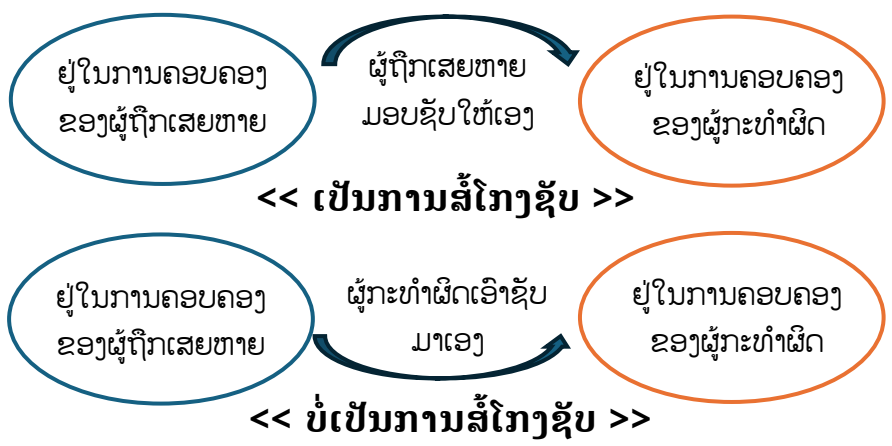 ຢູ່ໃນການຄອບຄອງ
ຂອງຜູ້ຖືກເສຍຫາຍ
ຜູ້ຖືກເສຍຫາຍ
ມອບຊັບໃຫ້ເອງ
ຢູ່ໃນການຄອບຄອງ
ຂອງຜູ້ກະທຳຜິດ
<< ເປັນການສໍ້ໂກງຊັບ >>
ຢູ່ໃນການຄອບຄອງ
ຂອງຜູ້ຖືກເສຍຫາຍ
ຜູ້ກະທຳຜິດເອົາຊັບ
ມາເອງ
ຢູ່ໃນການຄອບຄອງ
ຂອງຜູ້ກະທຳຜິດ
<< ບໍ່ເປັນການສໍ້ໂກງຊັບ >>